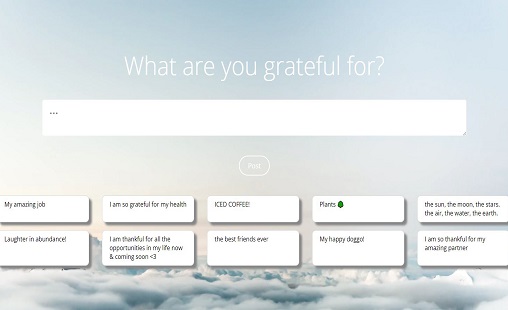 What are you grateful for?
...
Post
My amazing job
I am so grateful for my health
ICED COFFEE!
Plants
the sun, the moon, the stars,
the air, the water, the earth.
Laughter in abundance!
I am thankful for all the
opportunities in my life now
& coming soon <3
the best friends ever
My happy doggo!
I am so thankful for my
amazing partner